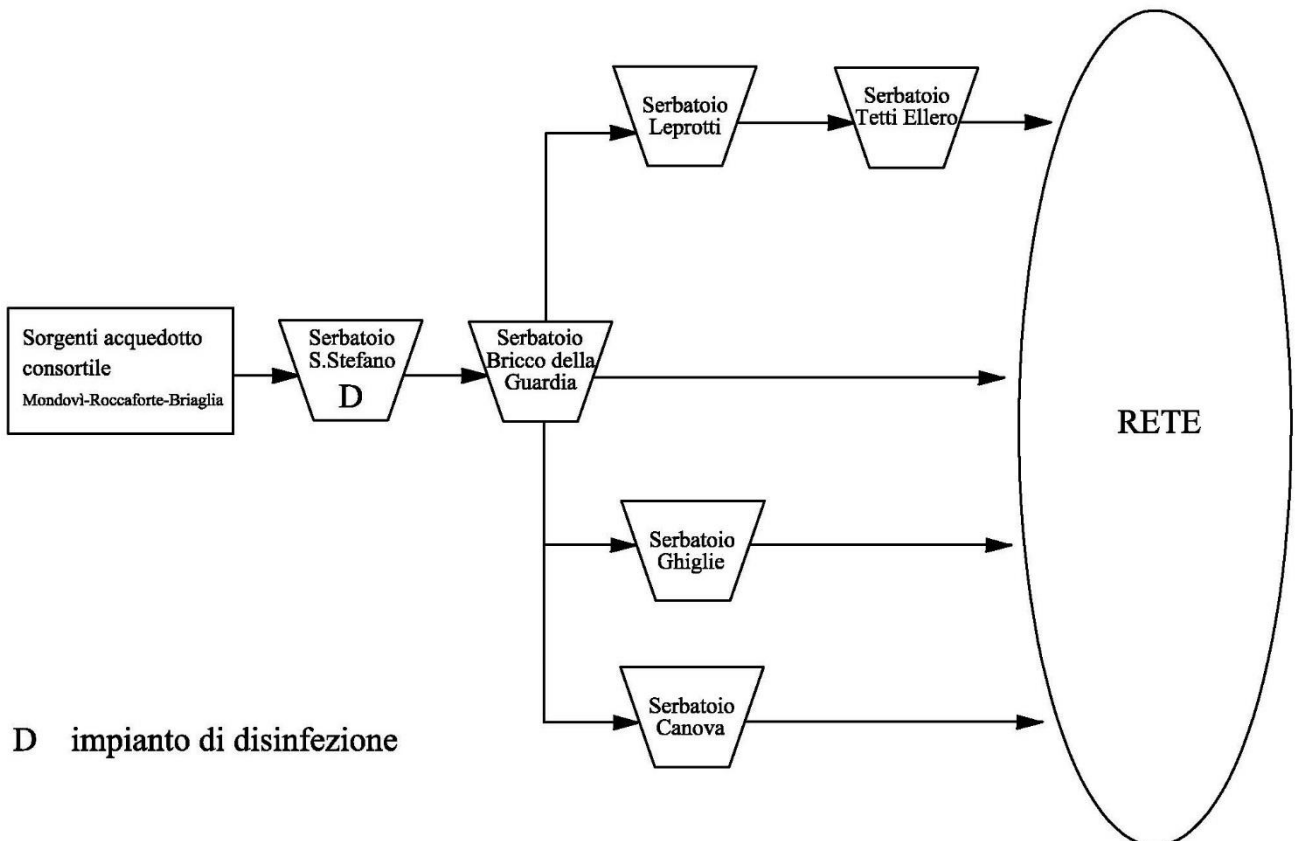 Serbatoio
Leprotti
Serbatoio
Tetti Ellero
Sorgenti acquedotto
consortile
Mondovì-Roccaforte-Briaglia
Serbatoio
S.Stefano
D
Serbatoio
Bricco della
Guardia
RETE
Serbatoio
Ghiglie
Serbatoio
Canova
D impianto di disinfezione